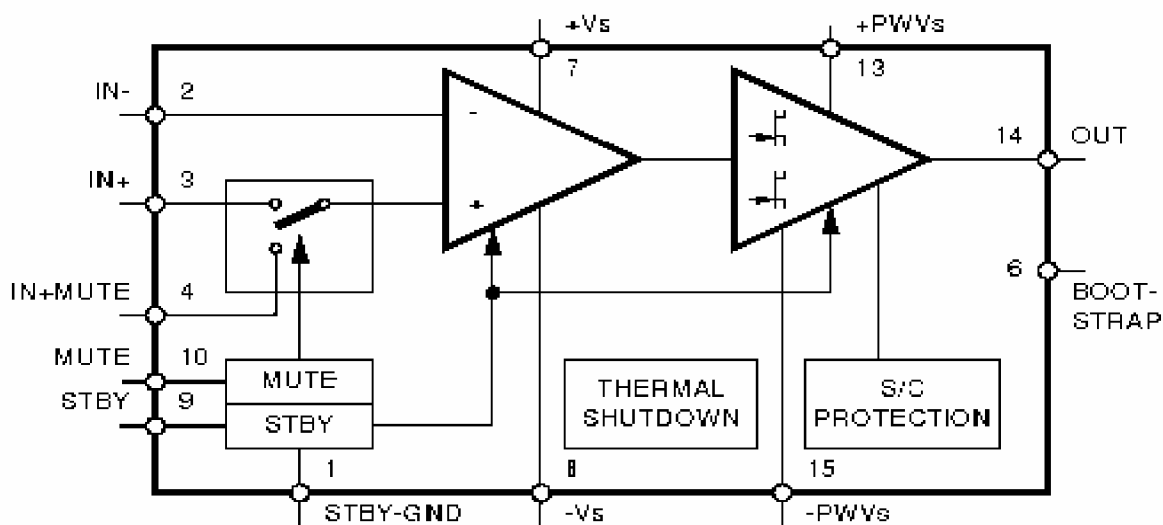 +Vs
+PWVs
7
13
IN-
2
-
14
OUT
IN+
3
+
IN+MUTE
4
6
BOOT-
STRAP
MUTE
10
MUTE
STBY
9
STBY
THERMAL
SHUTDOWN
S/C
PROTECTION
1
8
15
STBY-GND
-Vs
-PWVs